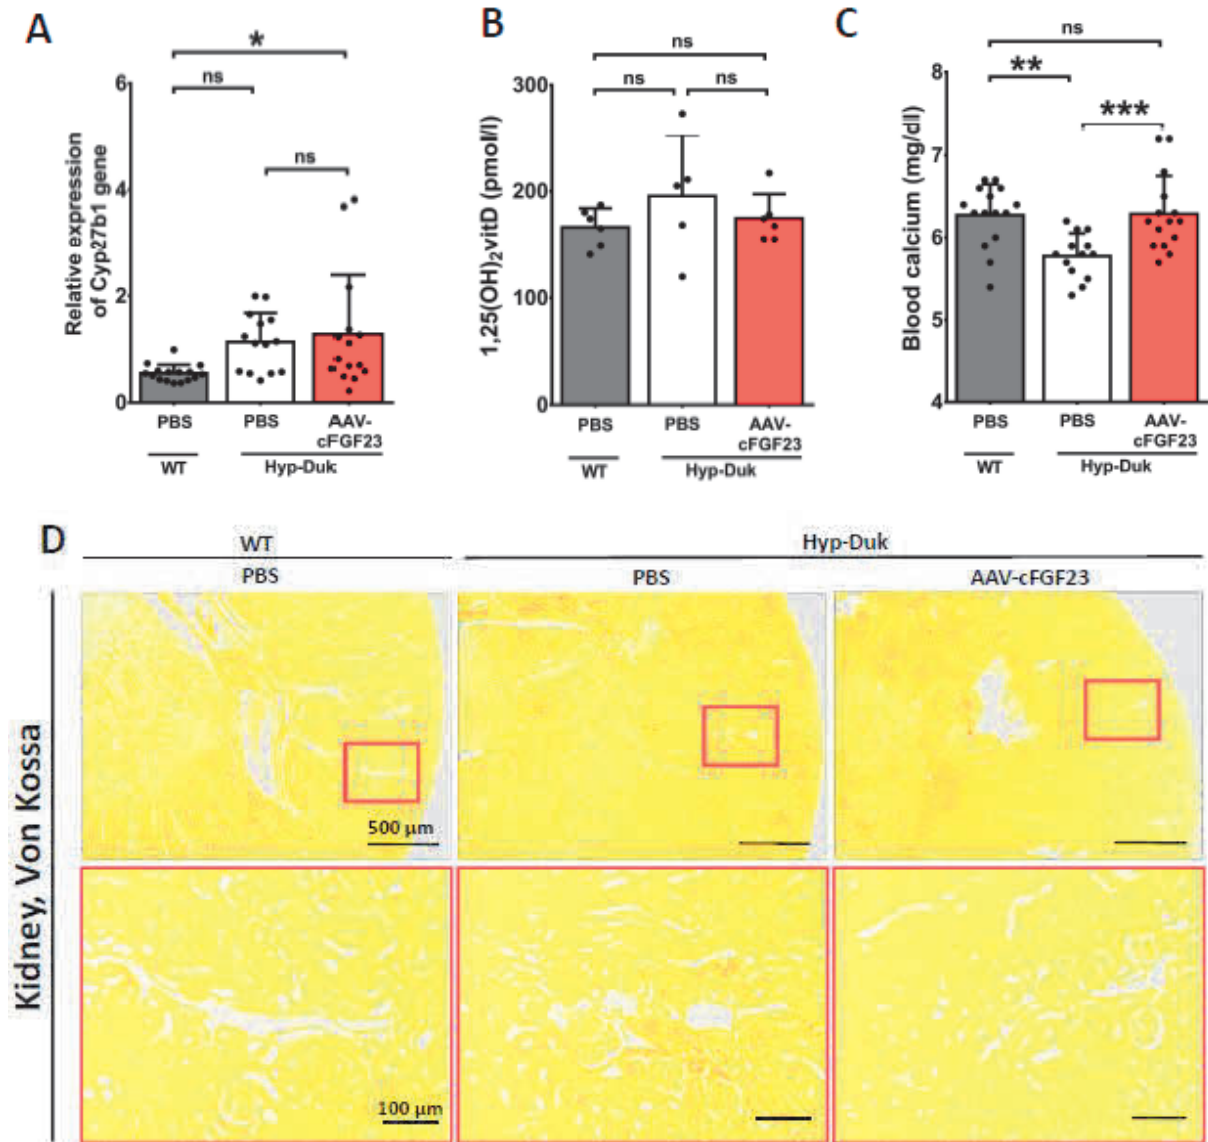 A
*
ns
ns
6
4
2
0
Relative expression
of Cyp27b1 gene
PBS
PBS
AAV-
cFGF23
WT
Hyp-Duk
B
ns
ns
ns
300
200
100
0
1,25(OH)₂vitD (pmol/l)
PBS
PBS
AAV-
cFGF23
WT
Hyp-Duk
C
ns
**
***
8
7
6
5
4
Blood calcium (mg/dl)
PBS
PBS
AAV-
cFGF23
WT
Hyp-Duk
D
WT
Hyp-Duk
PBS
PBS
AAV-cFGF23
Kidney, Von Kossa
500 µm
100 µm